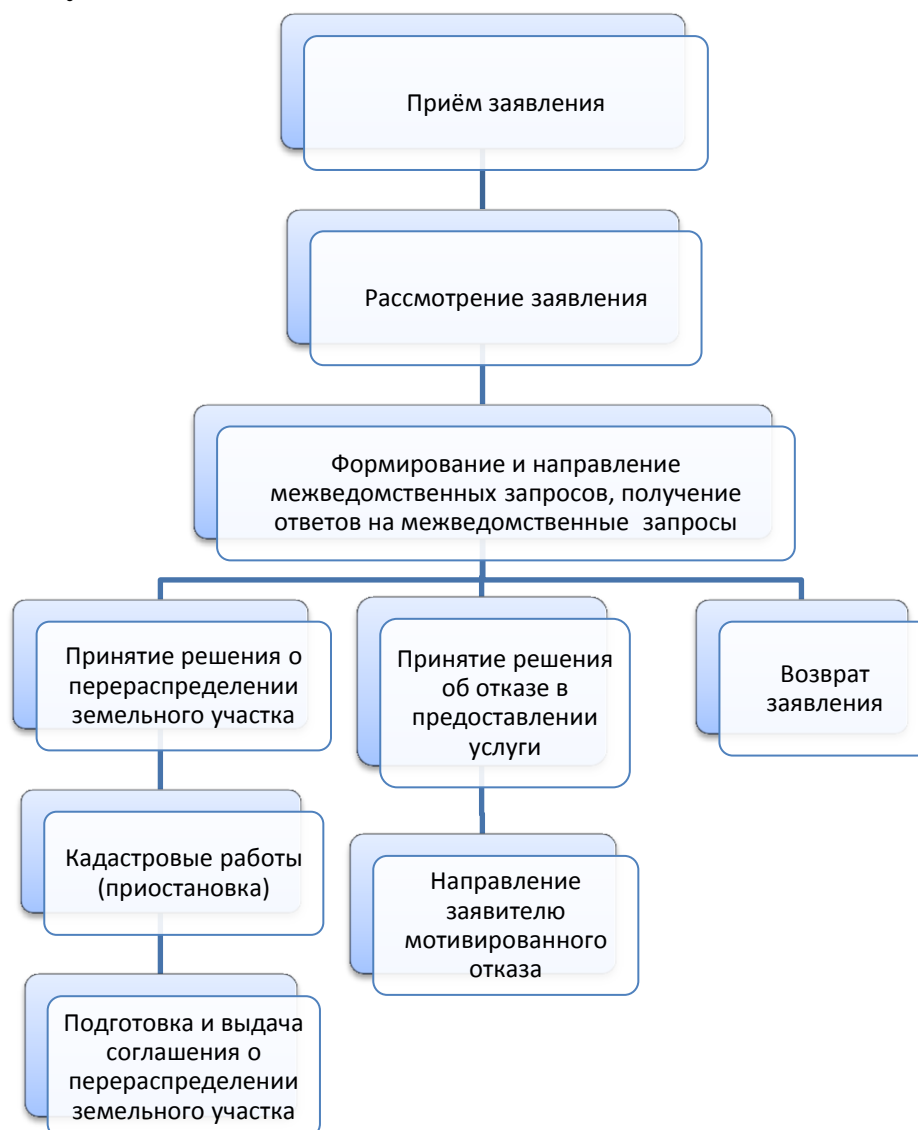 Приём заявления
Рассмотрение заявления
Формирование и направление
межведомственных запросов, получение
ответов на межведомственные запросы
Принятие решения о
перераспределении
земельного участка
Принятие решения
об отказе в
предоставлении
услуги
Возврат
заявления
Кадастровые работы
(приостановка)
Направление
заявителю
мотивированного
отказа
Подготовка и выдача
соглашения о
перераспределении
земельного участка